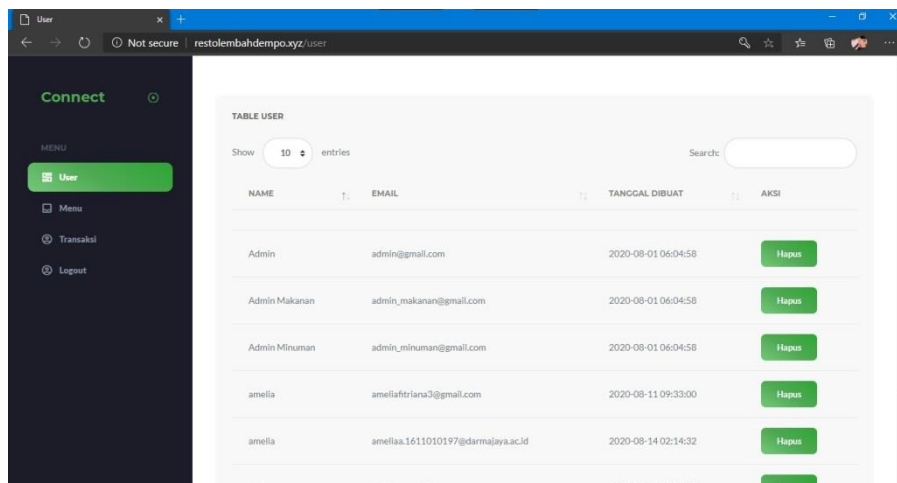 User
Not secure restolembahdempo.xyz/user
Connect
MENU
User
Menu
Transaksi
Logout
TABLE USER
Show 10 entries
Search:
NAME EMAIL TANGGAL DIBUAT AKSI
Admin admin@gmail.com 2020-08-01 06:04:58 Hapus
Admin Makanan admin_makanan@gmail.com 2020-08-01 06:04:58 Hapus
Admin Minuman admin_minuman@gmail.com 2020-08-01 06:04:58 Hapus
amelia ameliafitriana3@gmail.com 2020-08-11 09:33:00 Hapus
amelia ameliaa.1611010197@darmajaya.ac.id 2020-08-14 02:14:32 Hapus